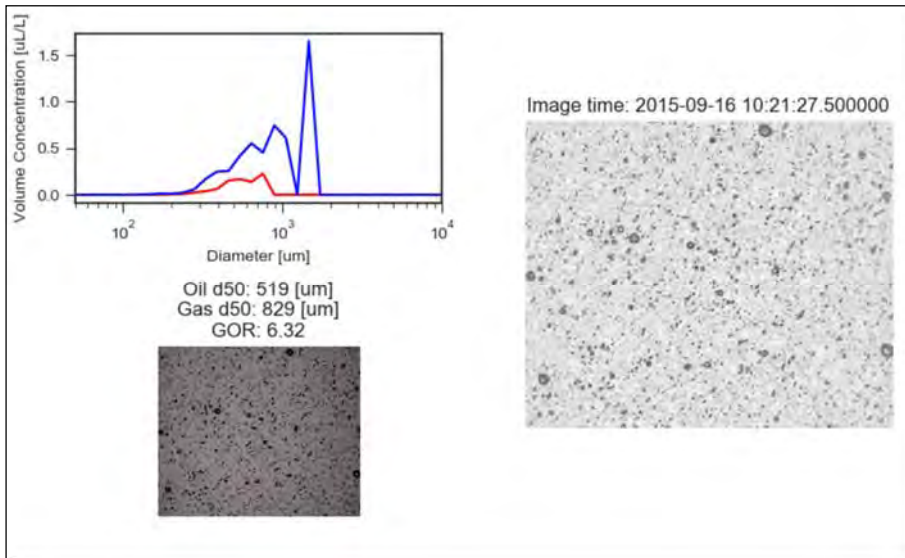 Volume Concentration [uL/L]
1.5
1.0
0.5
0.0
10²
10³
10⁴
Diameter [um]
Oil d50: 519 [um]
Gas d50: 829 [um]
GOR: 6.32
Image time: 2015-09-16 10:21:27.500000